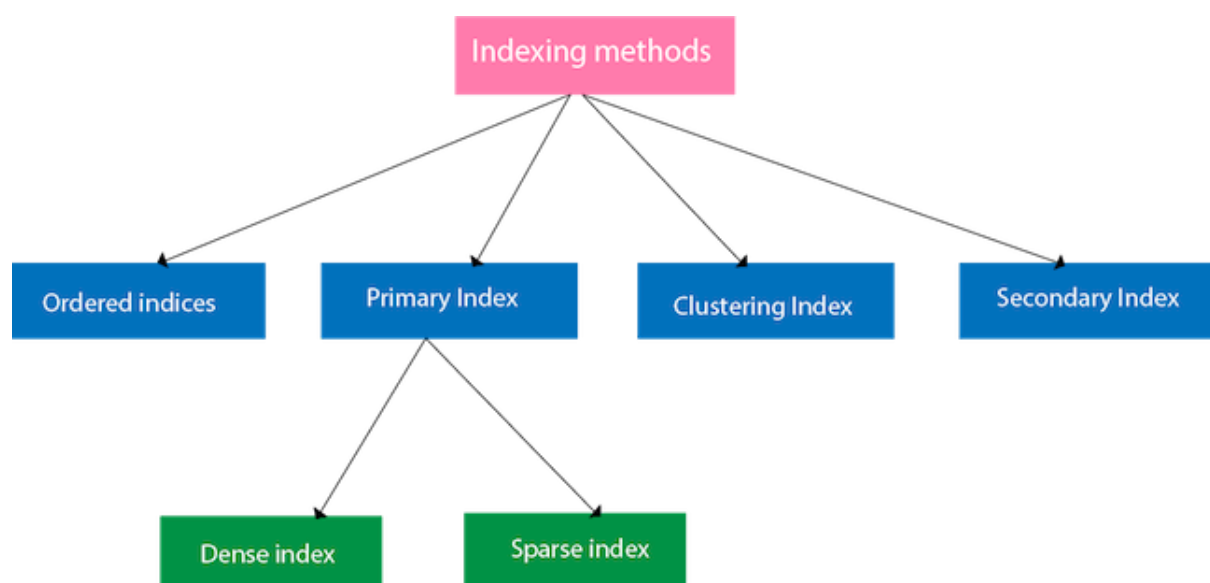 Indexing methods
Ordered indices
Primary Index
Clustering Index
Secondary Index
Dense index
Sparse index